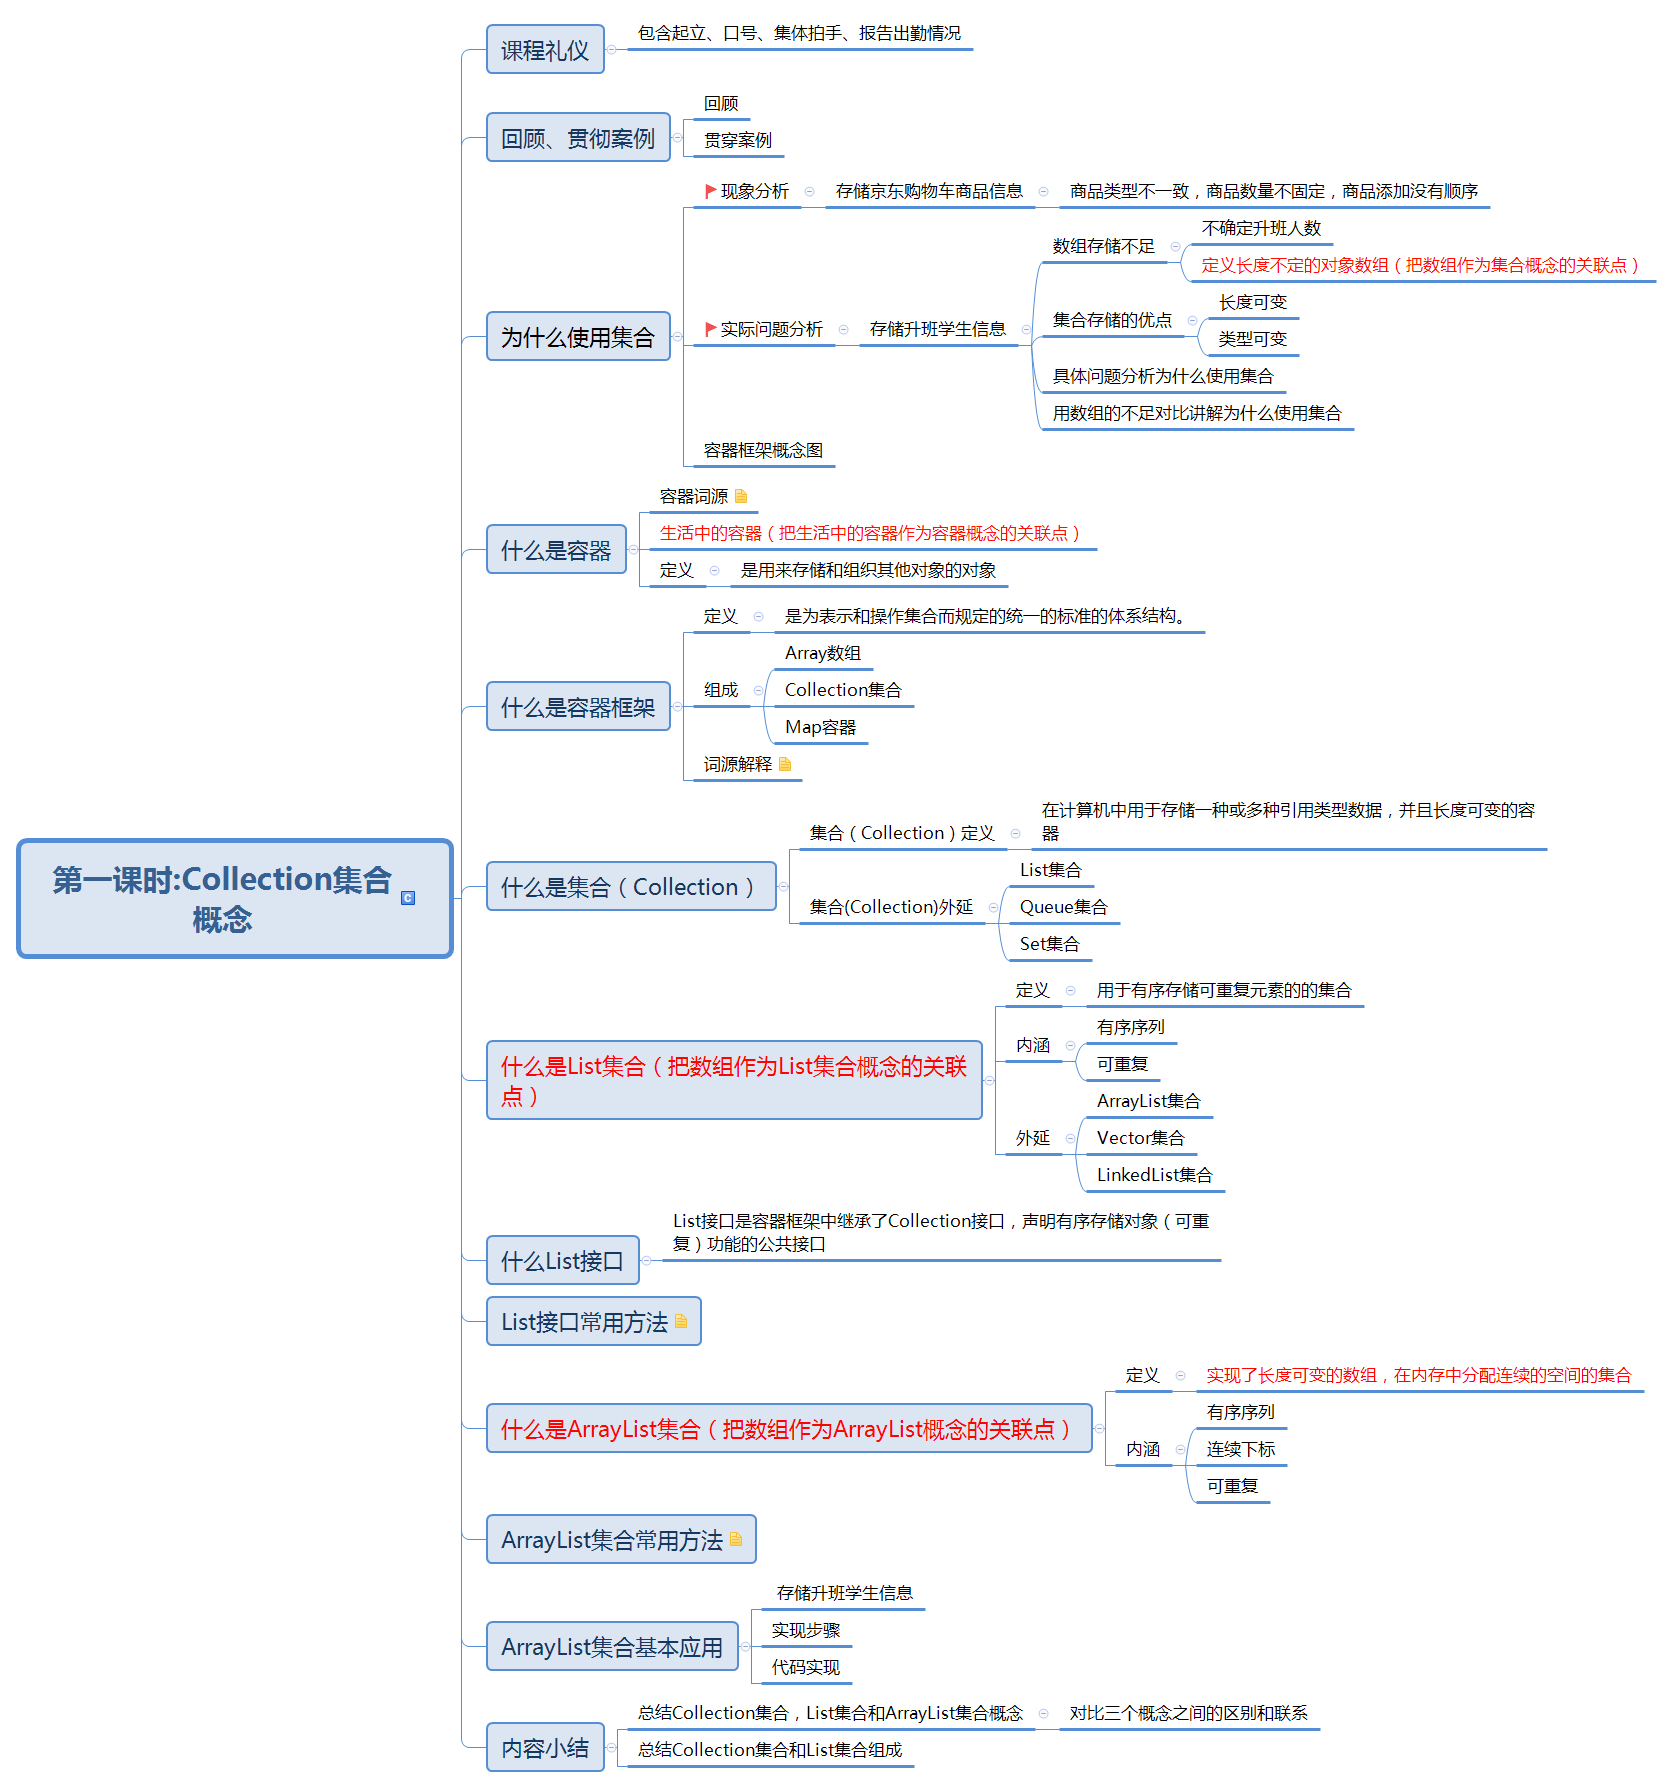 第一课时:Collection集合
概念
课程礼仪
包含起立、口号、集体拍手、报告出勤情况
回顾、贯彻案例
回顾
贯穿案例
为什么使用集合
现象分析
存储京东购物车商品信息
商品类型不一致，商品数量不固定，商品添加没有顺序
实际问题分析
存储升班学生信息
数组存储不足
不确定升班人数
定义长度不定的对象数组（把数组作为集合概念的关联点）
集合存储的优点
长度可变
类型可变
具体问题分析为什么使用集合
用数组的不足对比讲解为什么使用集合
容器框架概念图
什么是容器
容器词源
生活中的容器（把生活中的容器作为容器概念的关联点）
定义
是用来存储和组织其他对象的对象
什么是容器框架
定义
是为表示和操作集合而规定的统一的标准的体系结构。
组成
Array数组
Collection集合
Map容器
词源解释
什么是集合（Collection）
集合（Collection）定义
在计算机中用于存储一种或多种引用类型数据，并且长度可变的容
器
集合(Collection)外延
List集合
Queue集合
Set集合
什么是List集合（把数组作为List集合概念的关联
点）
定义
用于有序存储可重复元素的的集合
内涵
有序序列
可重复
外延
ArrayList集合
Vector集合
LinkedList集合
什么List接口
List接口是容器框架中继承了Collection接口，声明有序存储对象（可重
复）功能的公共接口
List接口常用方法
什么是ArrayList集合（把数组作为ArrayList概念的关联点）
定义
实现了长度可变的数组，在内存中分配连续的空间的集合
内涵
有序序列
连续下标
可重复
ArrayList集合常用方法
ArrayList集合基本应用
存储升班学生信息
实现步骤
代码实现
内容小结
总结Collection集合，List集合和ArrayList集合概念
对比三个概念之间的区别和联系
总结Collection集合和List集合组成